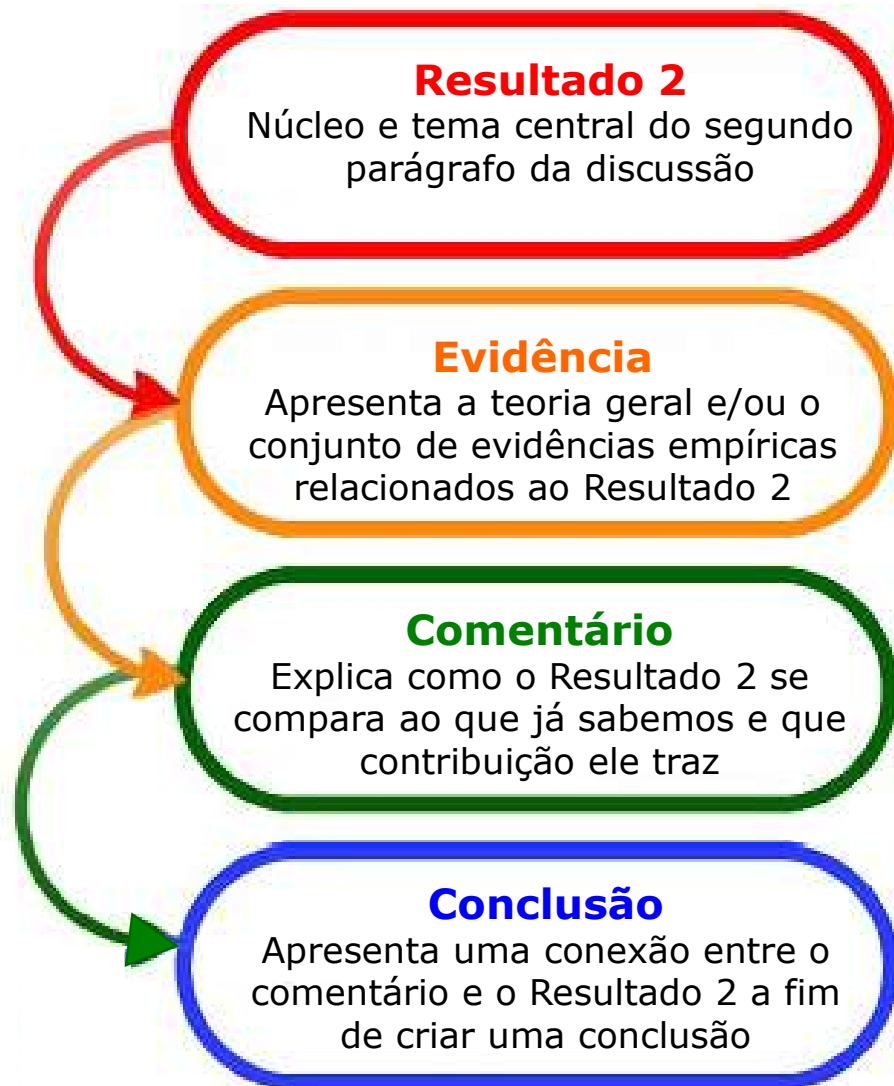 Resultado 2
Núcleo e tema central do segundo
parágrafo da discussão
Evidência
Apresenta a teoria geral e/ou o
conjunto de evidências empíricas
relacionados ao Resultado 2
Comentário
Explica como o Resultado 2 se
compara ao que já sabemos e que
contribuição ele traz
Conclusão
Apresenta uma conexão entre o
comentário e o Resultado 2 a fim
de criar uma conclusão